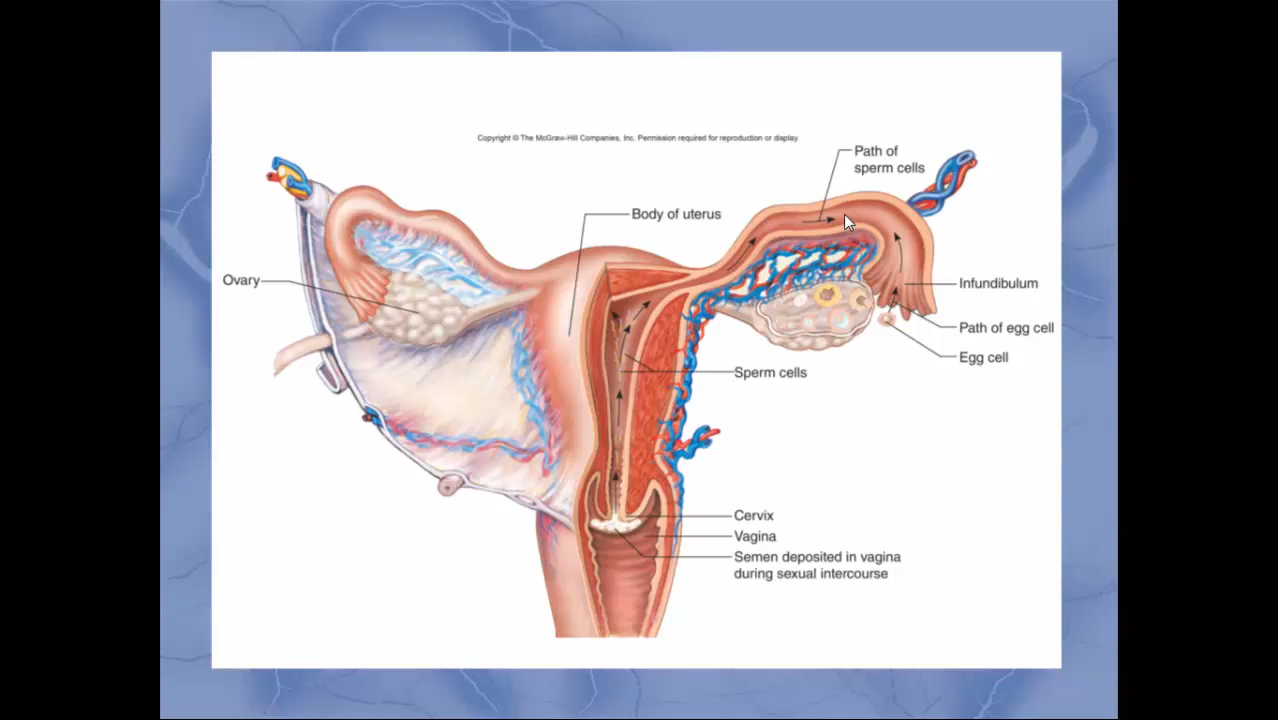 Copyright © The McGraw-Hill Companies, Inc. Permission required for reproduction or display.
Path of
sperm cells
Body of uterus
Ovary
Infundibulum
Path of egg cell
Egg cell
Sperm cells
Cervix
Vagina
Semen deposited in vagina
during sexual intercourse